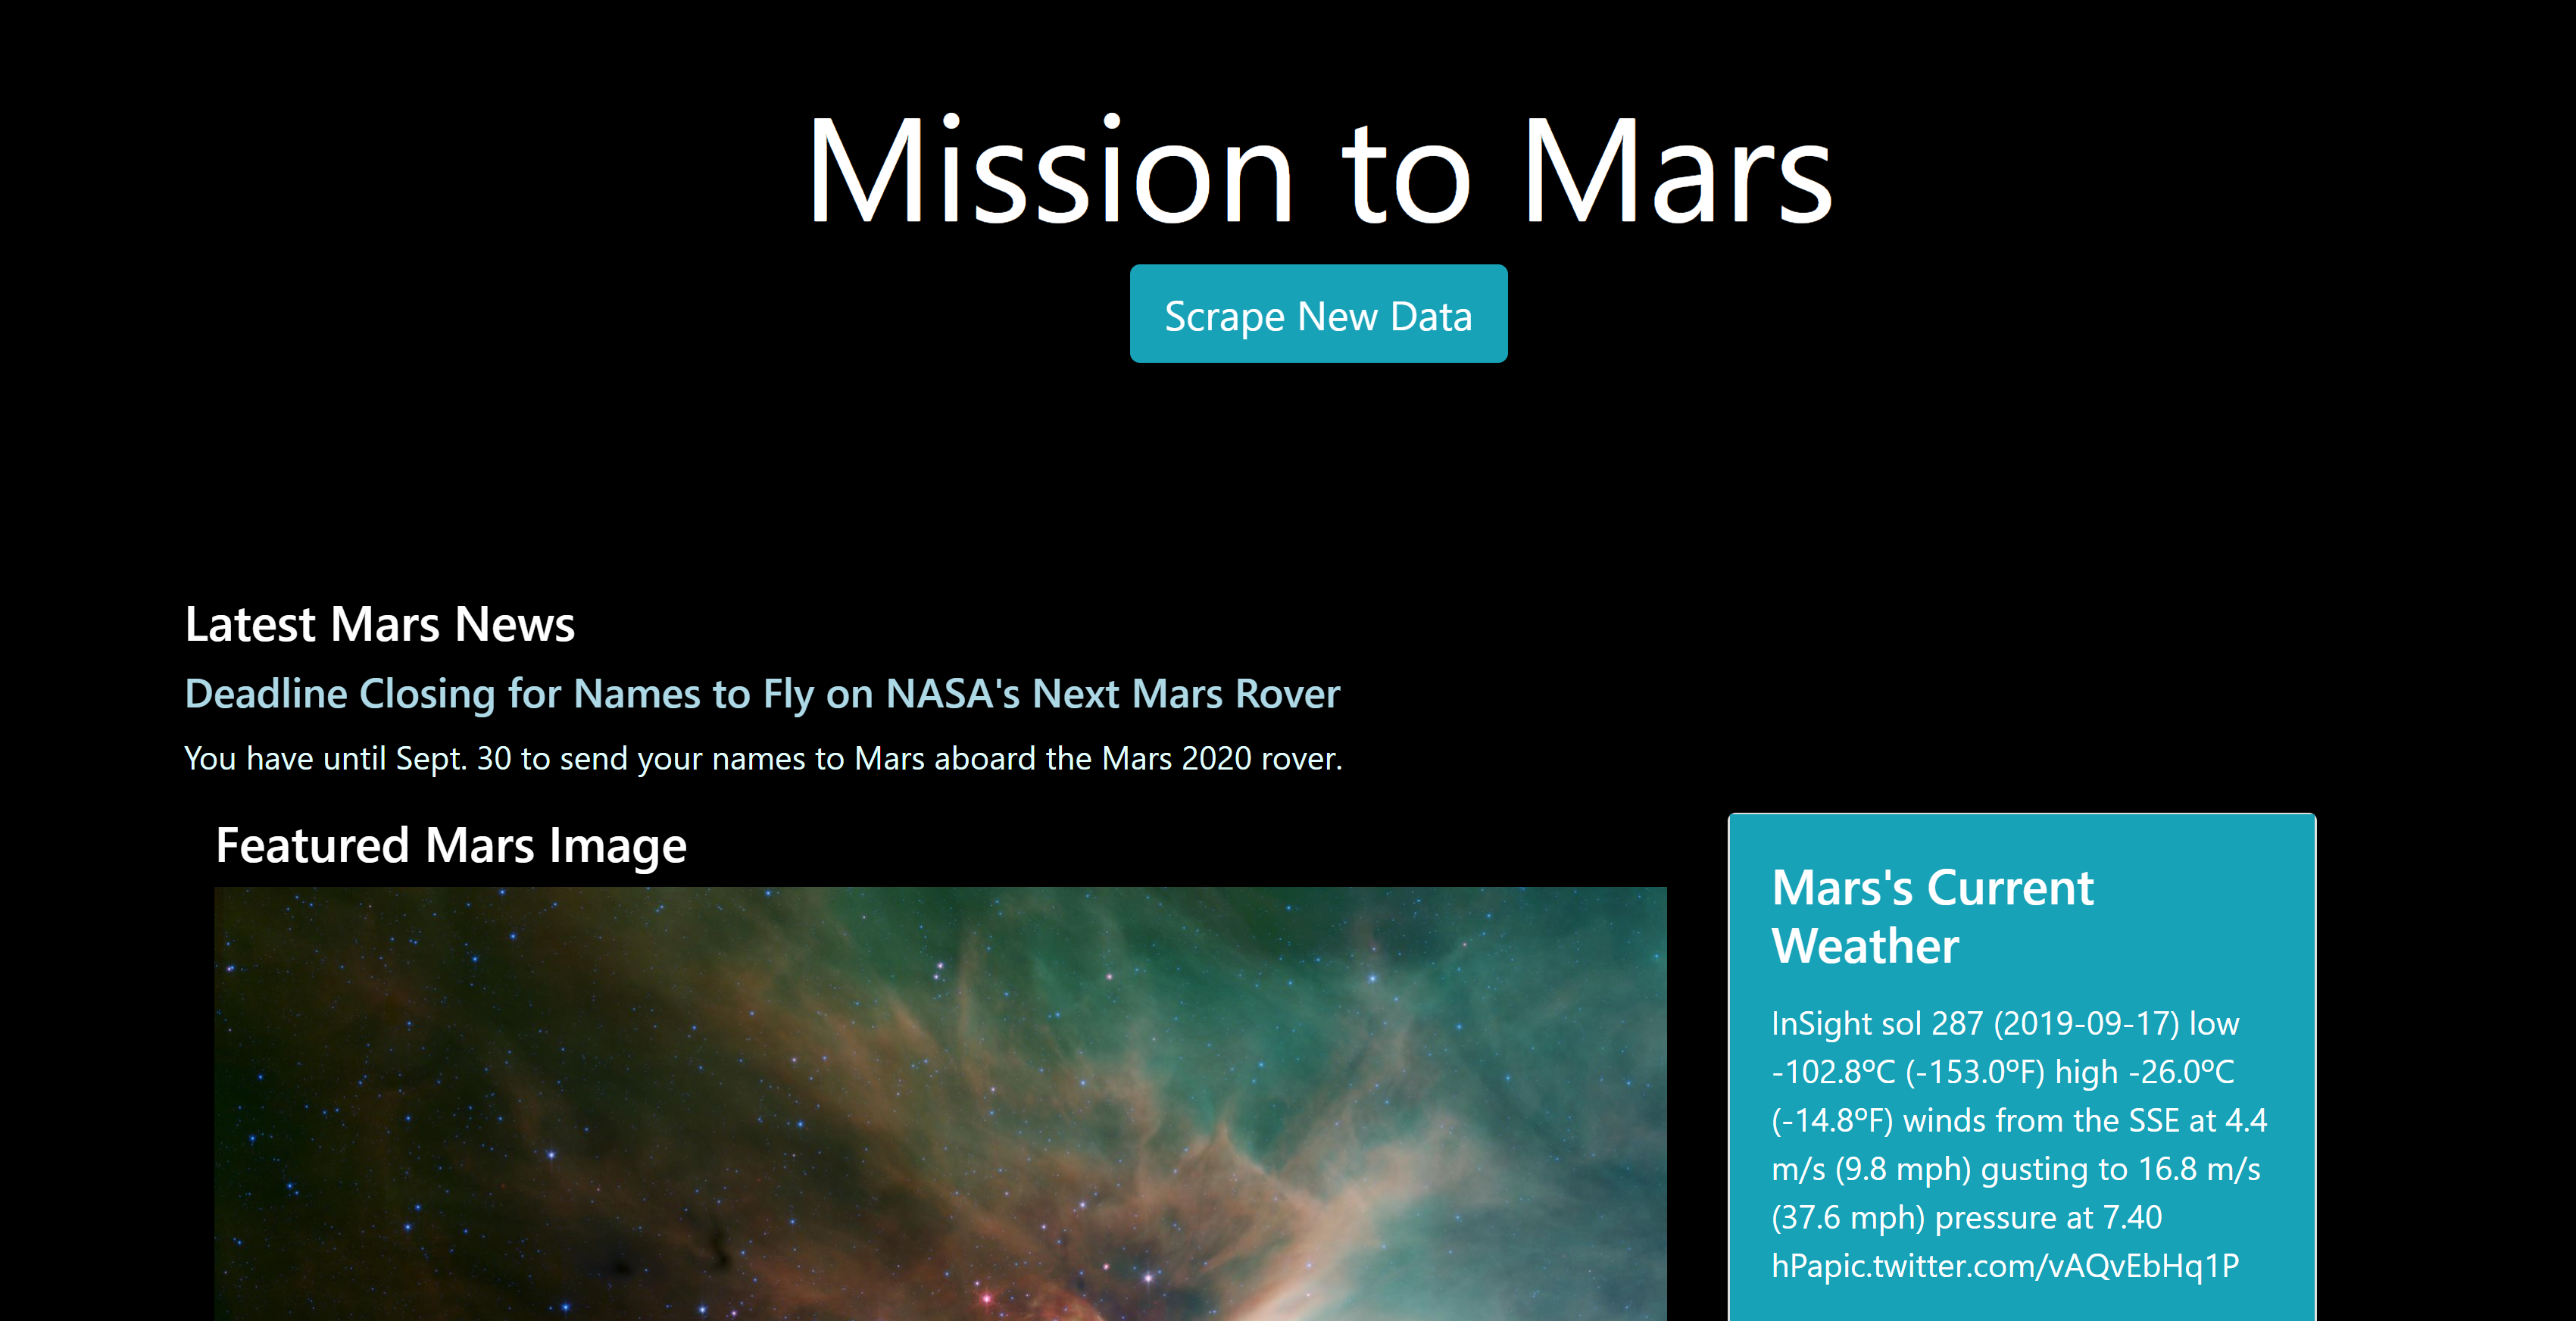 Mission to Mars
Scrape New Data
Latest Mars News
Deadline Closing for Names to Fly on NASA's Next Mars Rover
You have until Sept. 30 to send your names to Mars aboard the Mars 2020 rover.
Featured Mars Image
Mars's Current
Weather
InSight sol 287 (2019-09-17) low
-102.8ºC (-153.0ºF) high -26.0ºC
(-14.8ºF) winds from the SSE at 4.4
m/s (9.8 mph) gusting to 16.8 m/s
(37.6 mph) pressure at 7.40
hPapic.twitter.com/vAQvEbHq1P